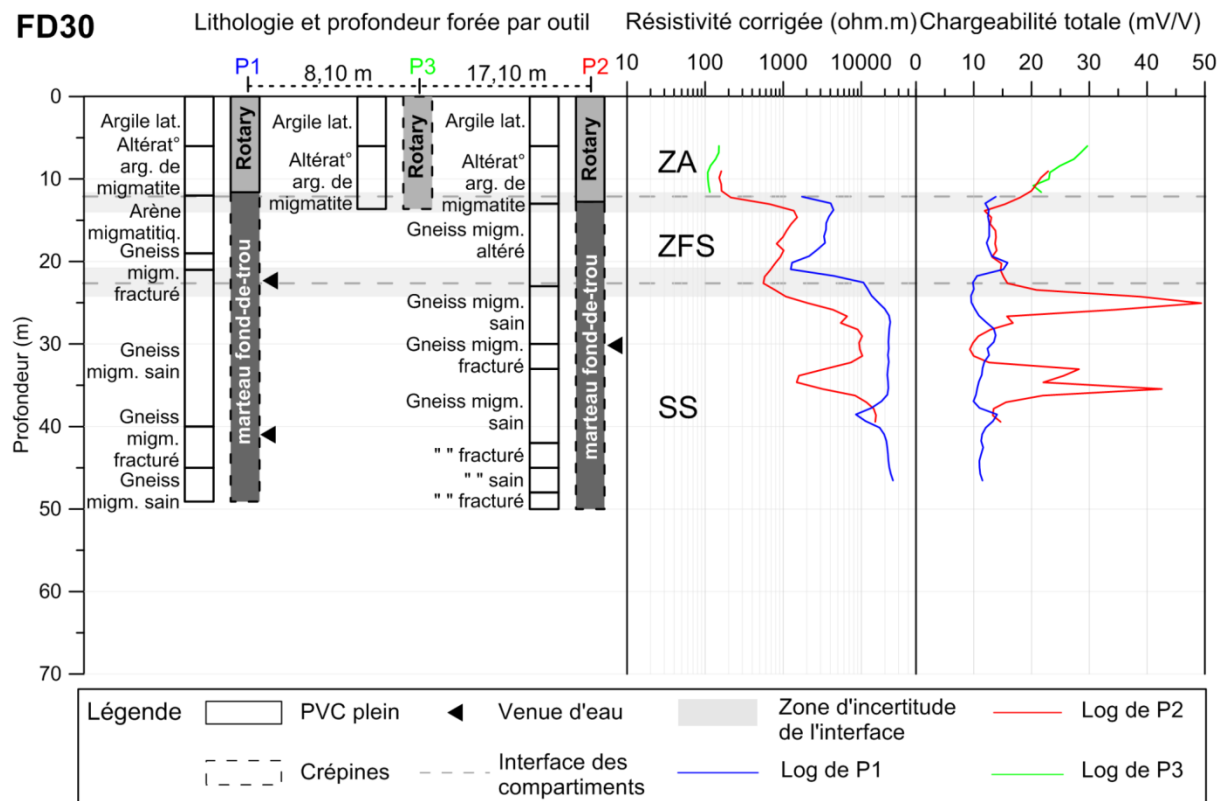 FD30
Lithologie et profondeur forée par outil
Résistivité corrigée (ohm.m)
Chargeabilité totale (mV/V)
P1
8,10 m
P3
17,10 m
P2
10
100
1000
10000
0
10
20
30
40
50
Profondeur (m)
0
10
20
30
40
50
60
70
Argile lat.
Altérat°
arg. de
migmatite
Arène
migmatitiq.
Gneiss
migm.
fracturé
Gneiss
migm. sain
Gneiss
migm.
fracturé
Gneiss
migm. sain
Rotary
marteau fond-de-trou
Argile lat.
Altérat°
arg. de
migmatite
Rotary
Argile lat.
Altérat°
arg. de
migmatite
Gneiss migm.
altéré
Gneiss migm.
sain
Gneiss migm.
fracturé
Gneiss migm.
sain
" " fracturé
" " sain
" " fracturé
Rotary
marteau fond-de-trou
ZA
ZFS
SS
Légende
PVC plein
Venue d'eau
Zone d'incertitude
de l'interface
Log de P2
Crépines
Interface des
compartiments
Log de P1
Log de P3